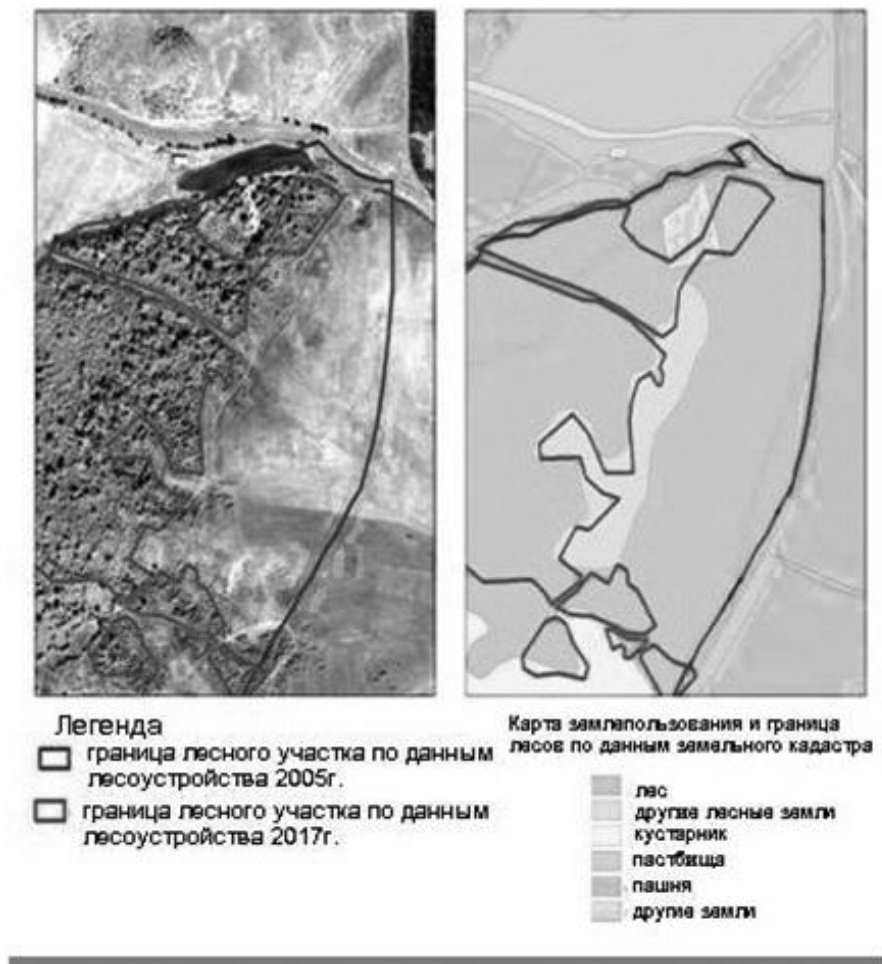 Легенда
граница лесного участка по данным
лесоустройства 2005г.
граница лесного участка по данным
лесоустройства 2017г.
Карта землепользования и граница
лесов по данным земельного кадастра
лес
другие лесные земли
кустарник
пастбища
пашня
другие земли